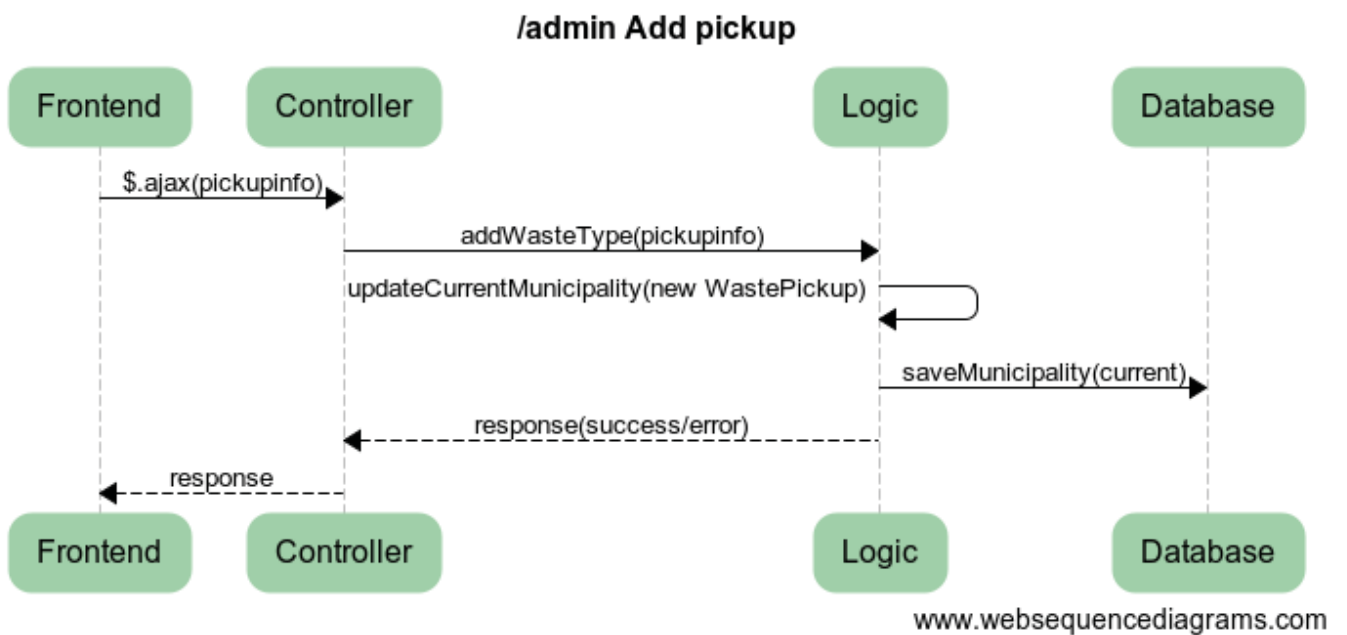 /admin Add pickup
Frontend Controller Logic Database
$.ajax(pickupinfo)
addWasteType(pickupinfo)
updateCurrentMunicipality(new WastePickup)
saveMunicipality(current)
response(success/error)
response
Frontend Controller Logic Database
www.websequencediagrams.com